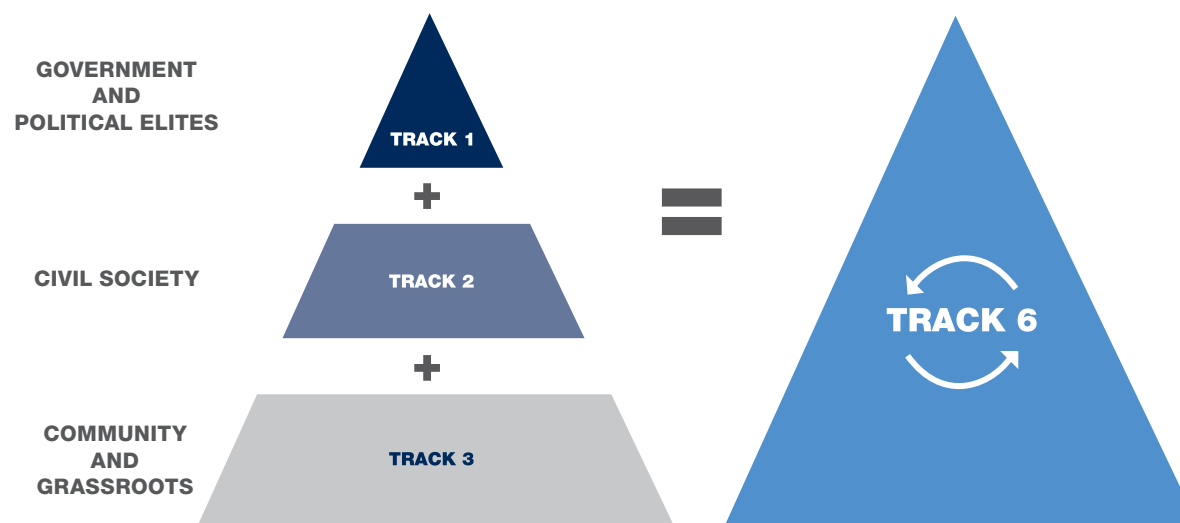 GOVERNMENT
AND
POLITICAL ELITES
TRACK 1
+
CIVIL SOCIETY
TRACK 2
+
COMMUNITY
AND
GRASSROOTS
TRACK 3
=
TRACK 6